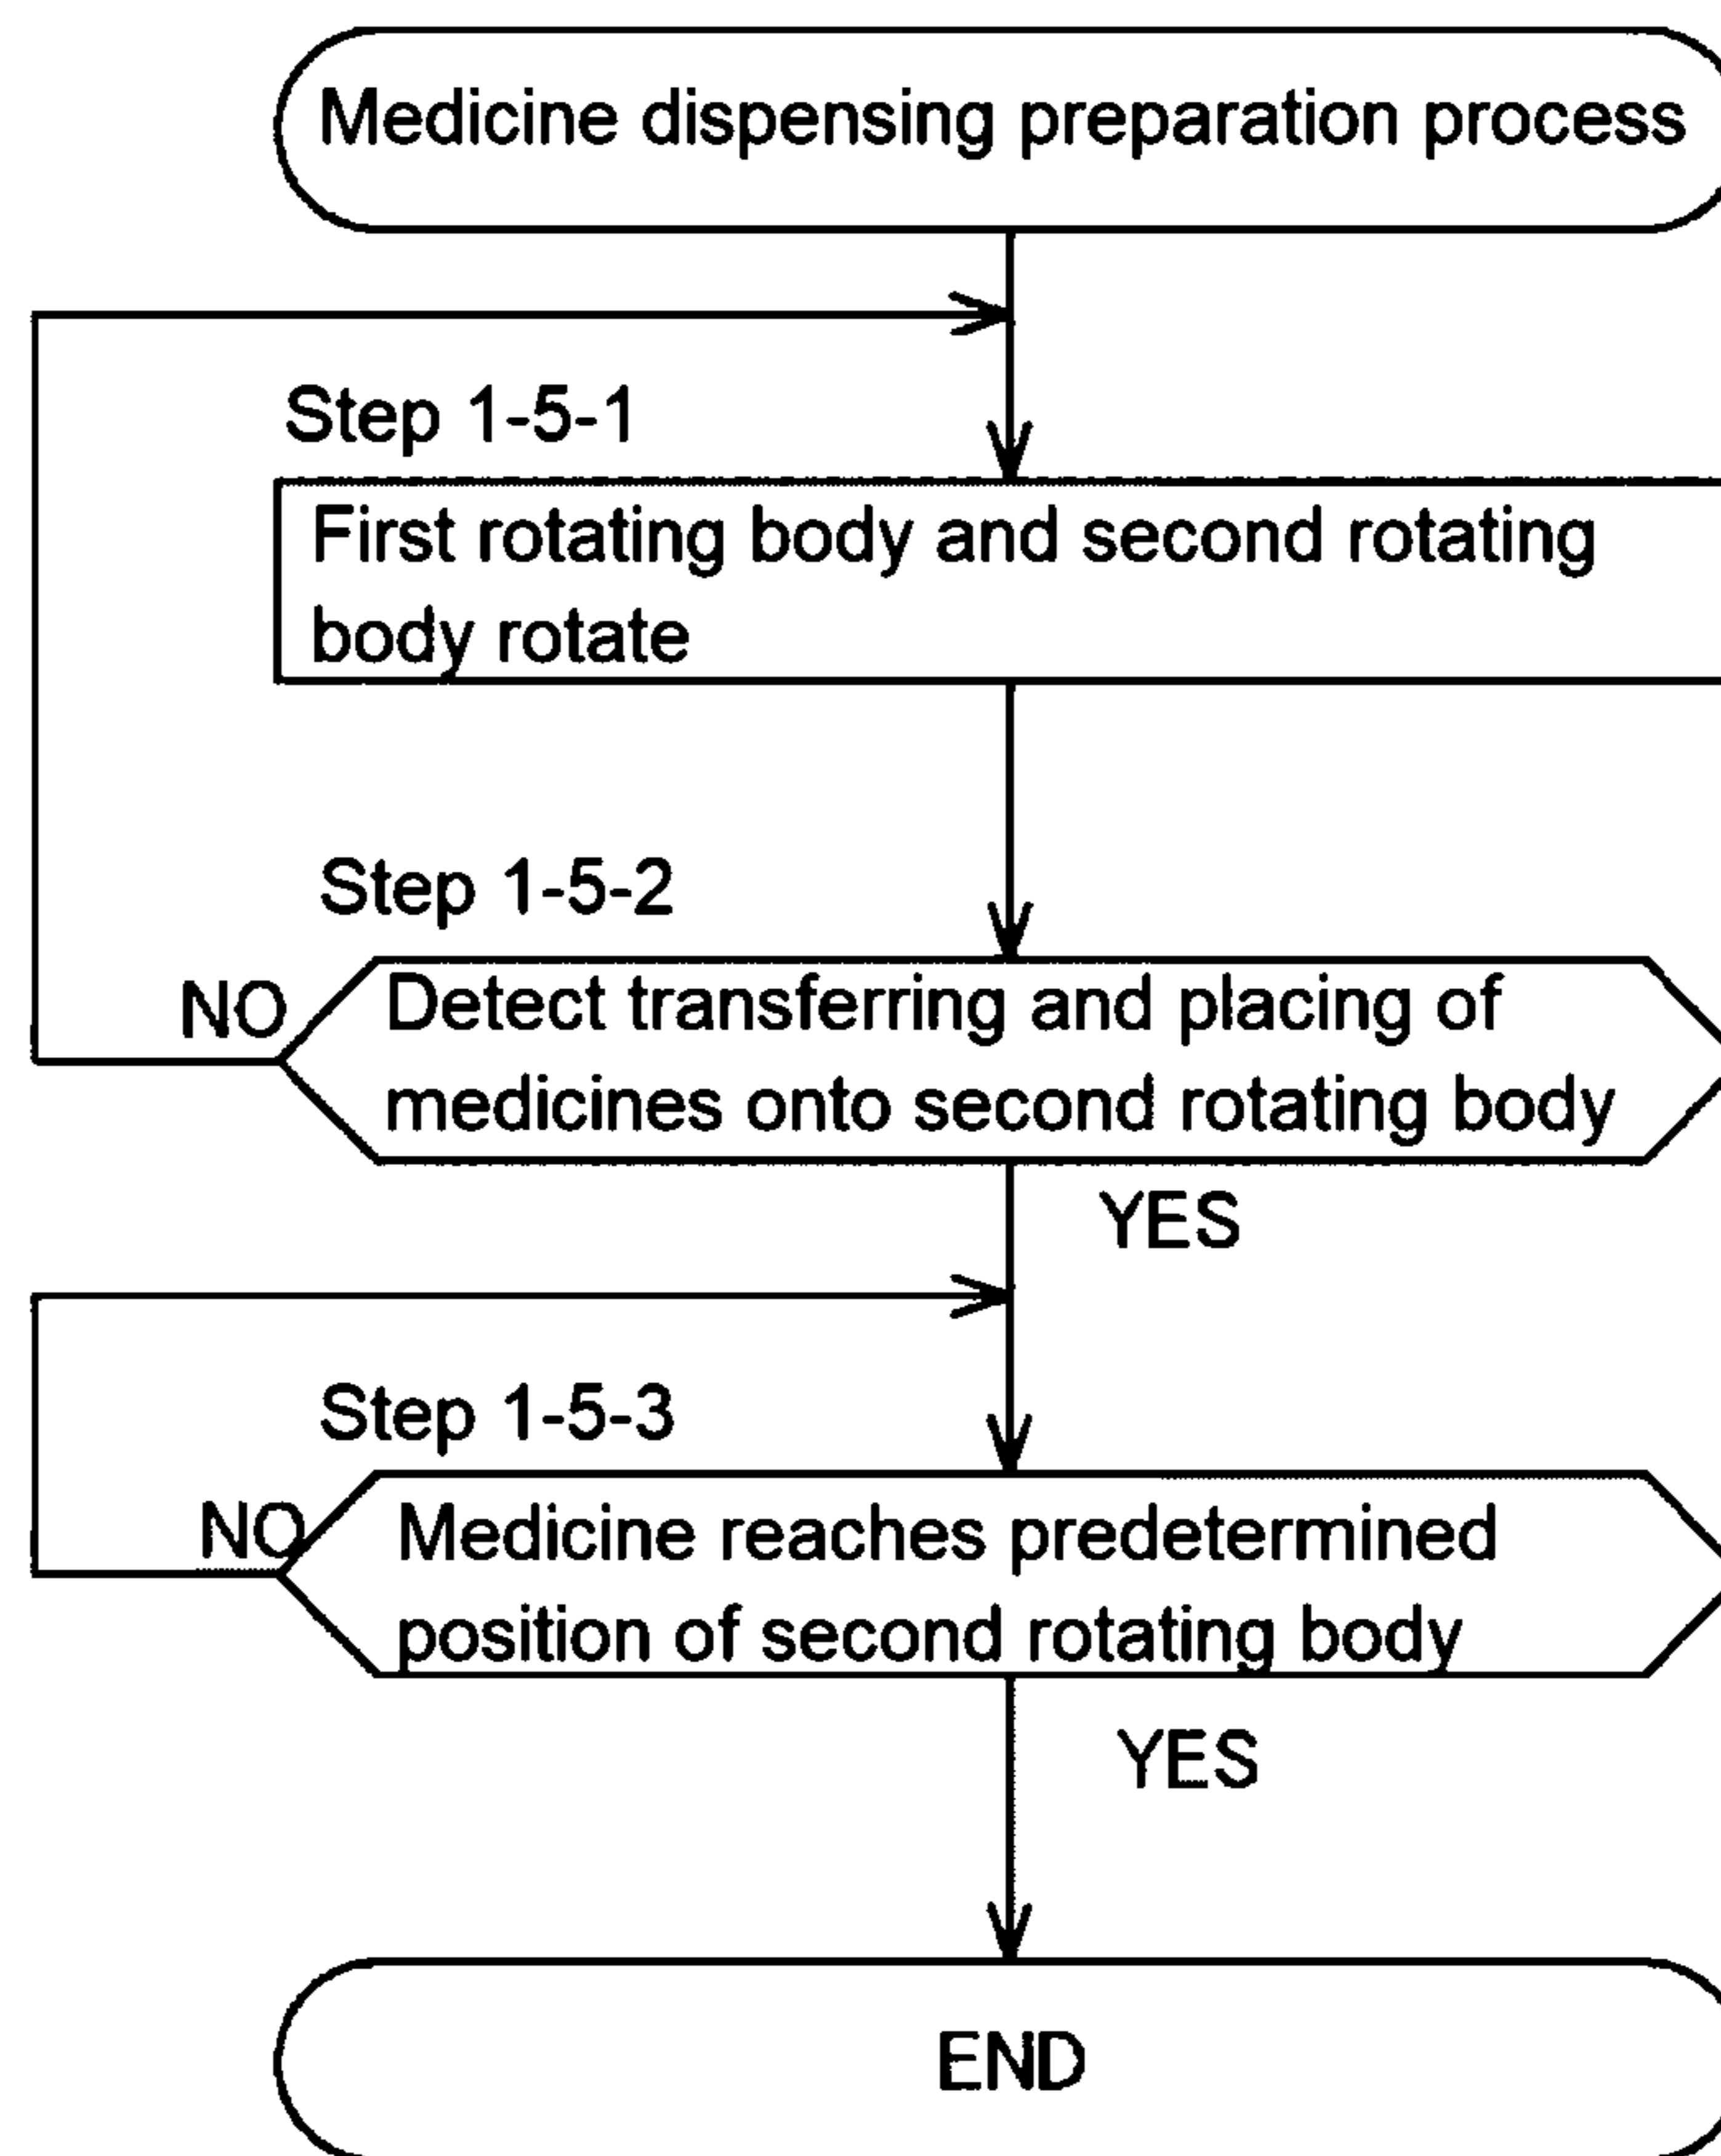 Medicine dispensing preparation process
Step 1-5-1
First rotating body and second rotating
body rotate
Step 1-5-2
NO
Detect transferring and placing of
medicines onto second rotating body
YES
Step 1-5-3
NO
Medicine reaches predetermined
position of second rotating body
YES
END